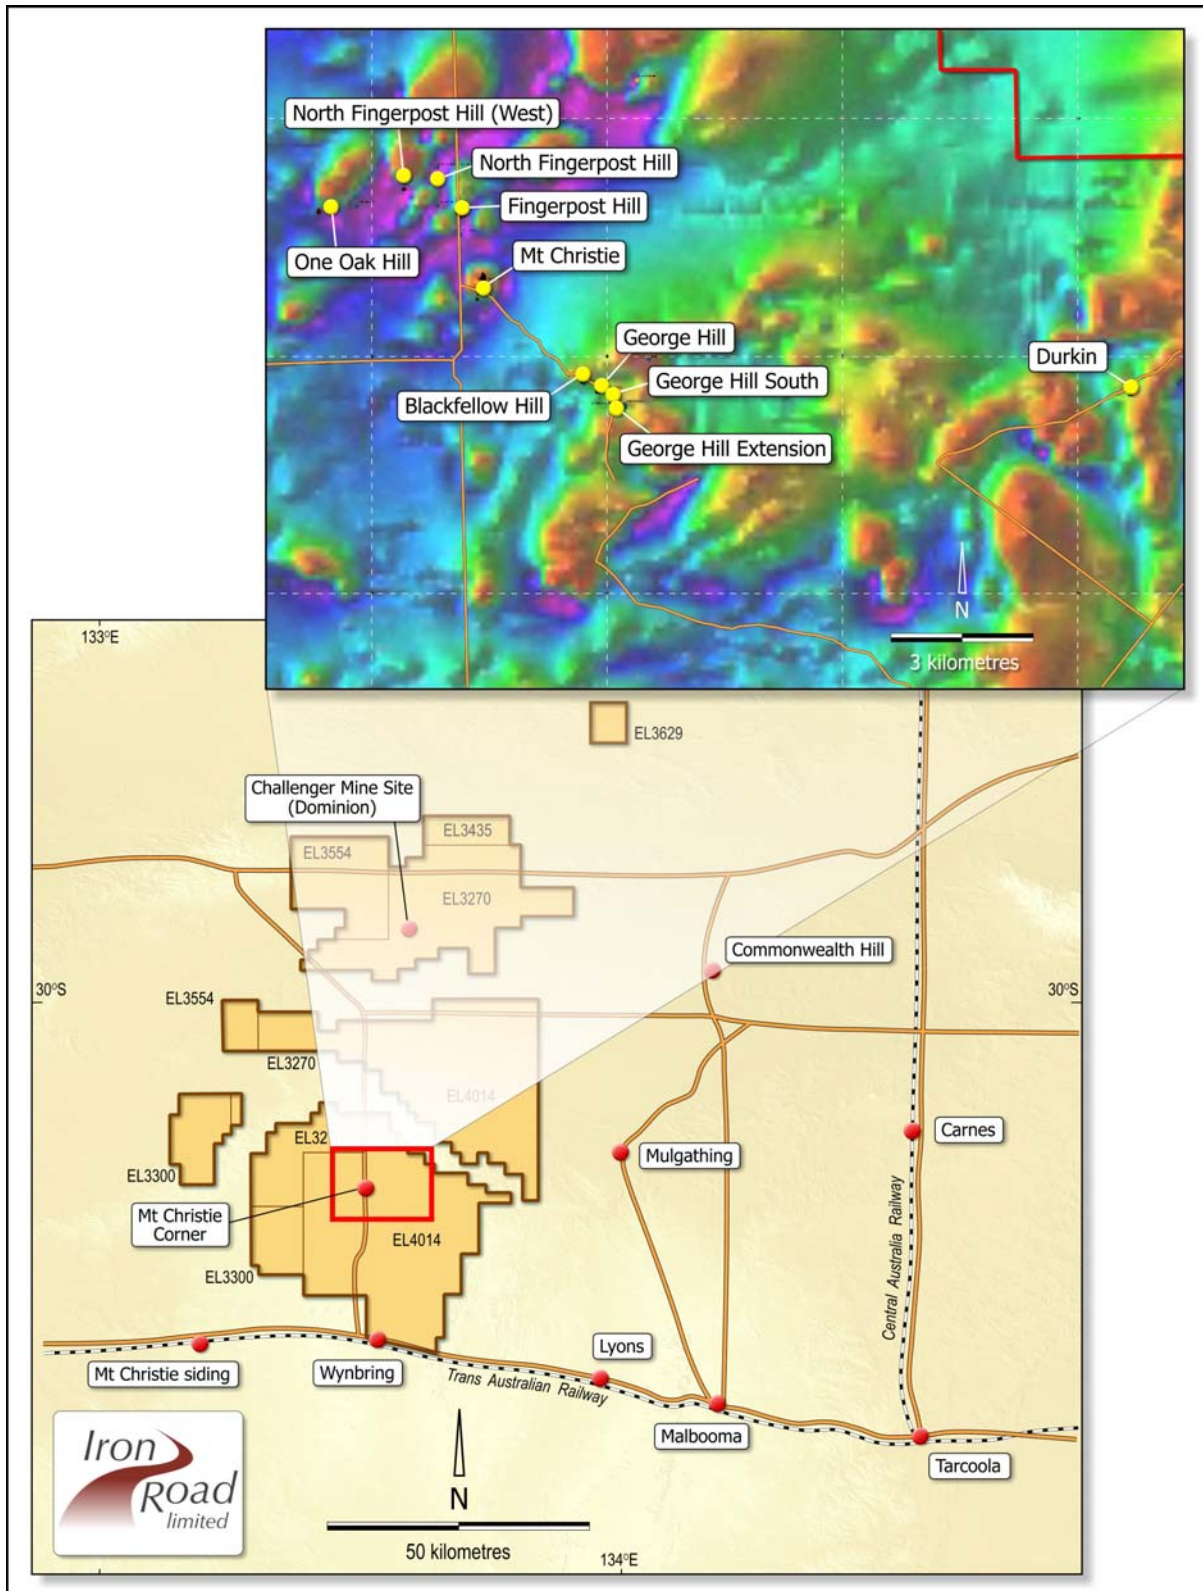 North Fingerpost Hill (West)
North Fingerpost Hill
Fingerpost Hill
One Oak Hill
Mt Christie
George Hill
Durkin
George Hill South
Blackfellow Hill
George Hill Extension
N
3 kilometres
133°E
EL3629
Challenger Mine Site
(Dominion)
EL3435
EL3554
EL3270
Commonwealth Hill
30°S
30°S
EL3554
EL3270
EL4014
EL32
Carnes
Mulgathing
EL3300
Mt Christie
Corner
EL4014
EL3300
Central Australia Railway
Lyons
Mt Christie siding
Wynbring
Trans Australian Railway
Malbooma
Tarcoola
Iron
Road
limited
N
50 kilometres
134°E